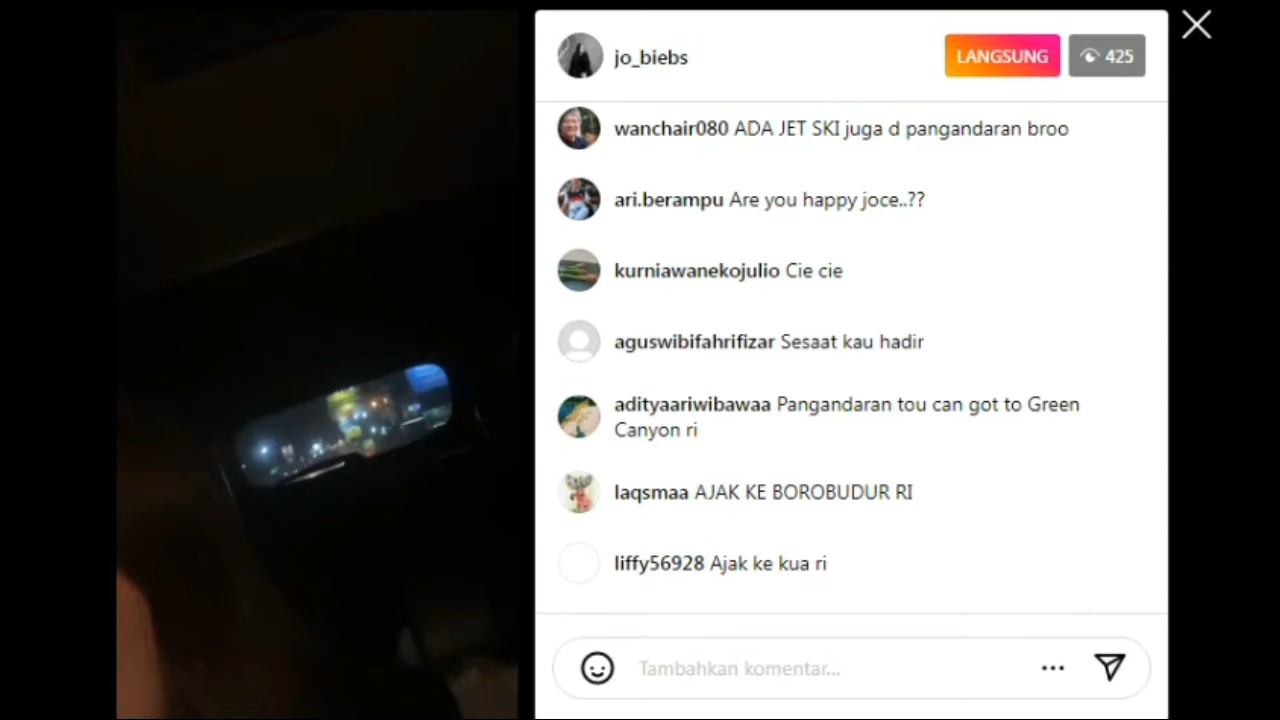 jo_biebs
LANGSUNG
425
wanchair080 ADA JET SKI juga d pangandaran broo
ari.berampu Are you happy joce..??
kurniawanekojulio Cie cie
aguswibifahrifizar Sesaat kau hadir
adityaariwibawaa Pangandaran tou can got to Green
Canyon ri
laqsmaa AJAK KE BOROBUDUR RI
liffy56928 Ajak ke kua ri
Tambahkan komentar...